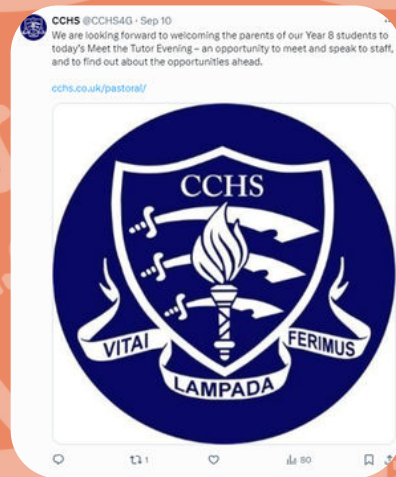 CCHS @CCHS4G · Sep 10
We are looking forward to welcoming the parents of our Year 8 students to
today's Meet the Tutor Evening – an opportunity to meet and speak to staff,
and to find out about the opportunities ahead.
cchs.co.uk/pastoral/
CCHS
VITAI
LAMPADA
FERIMUS
1